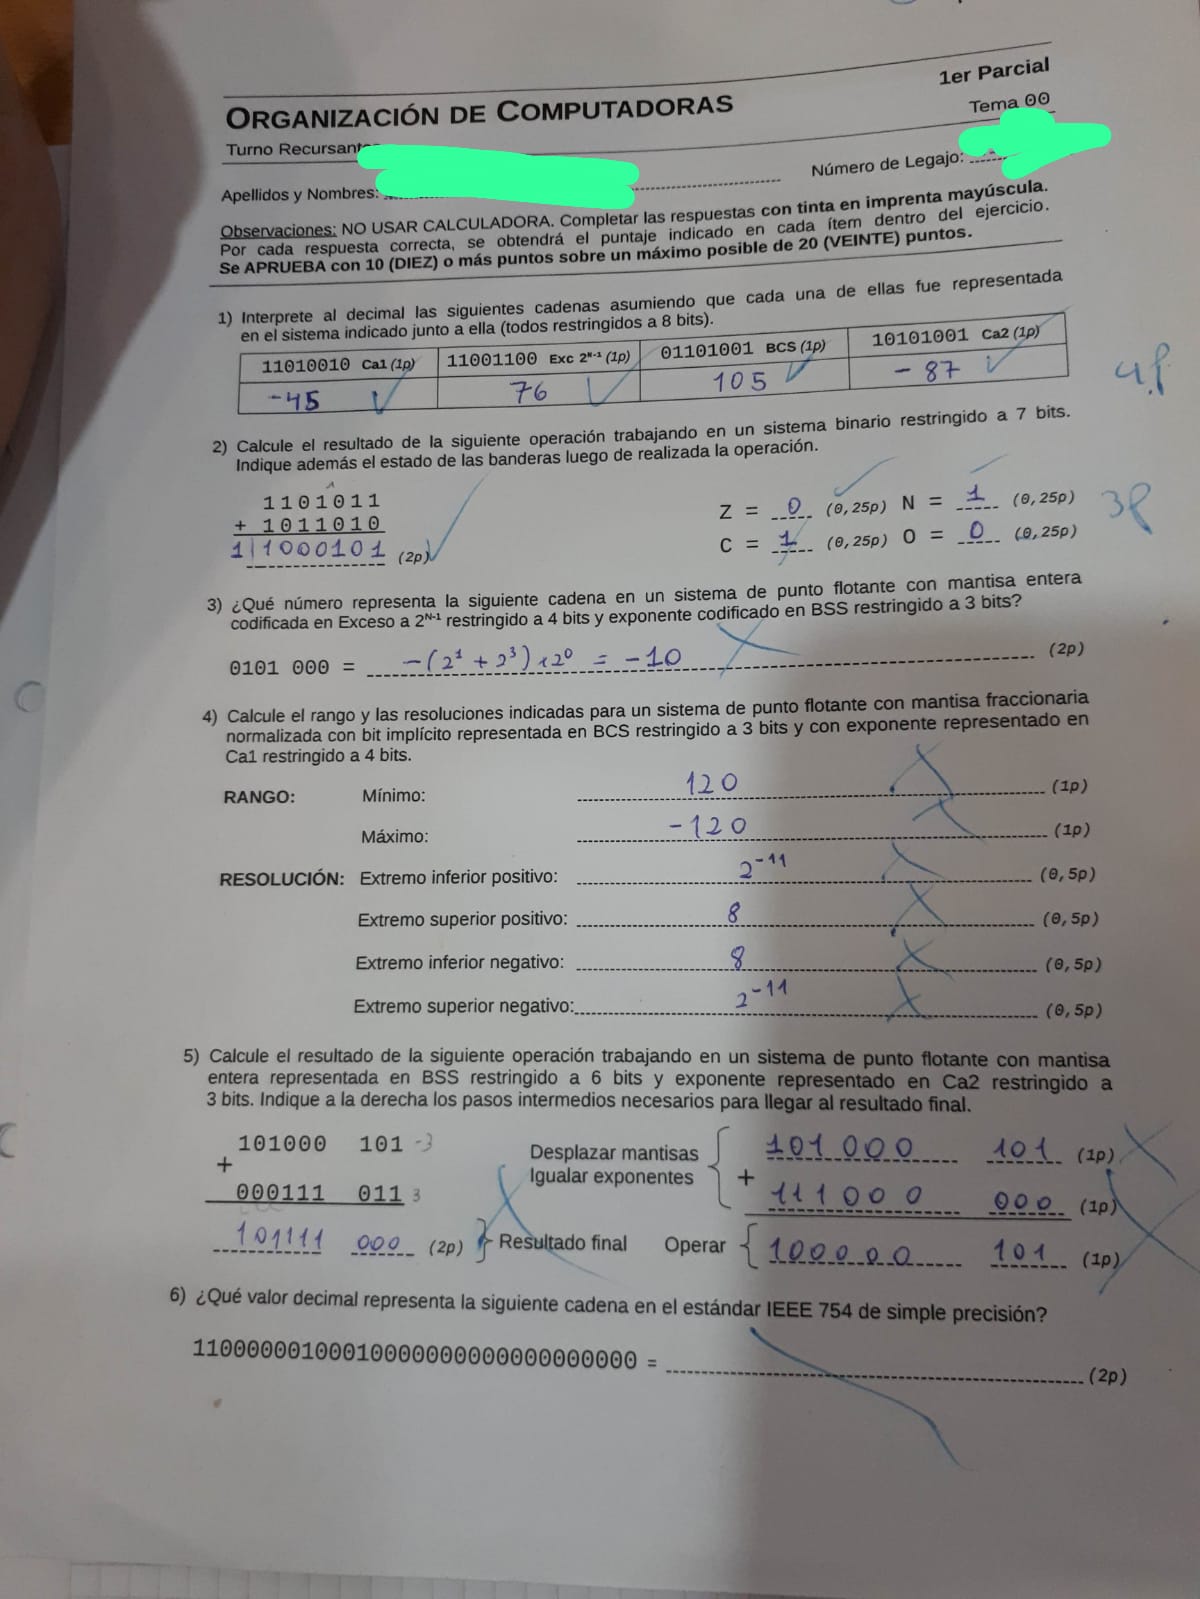 1er Parcial
ORGANIZACIÓN DE COMPUTADORAS
Tema 00
Turno Recursantes
Número de Legajo:
Apellidos y Nombres:
Observaciones: NO USAR CALCULADORA. Completar las respuestas con tinta en imprenta mayúscula.
Por cada respuesta correcta, se obtendrá el puntaje indicado en cada ítem dentro del ejercicio.
Se APRUEBA con 10 (DIEZ) o más puntos sobre un máximo posible de 20 (VEINTE) puntos.
1) Interprete al decimal las siguientes cadenas asumiendo que cada una de ellas fue representada
en el sistema indicado junto a ella (todos restringidos a 8 bits).
11010010 Ca1 (1p) 11001100 Exc 2^N-1 (1p) 01101001 BCS (1p) 10101001 Ca2 (1p)
-45 76 105 -87
4p
2) Calcule el resultado de la siguiente operación trabajando en un sistema binario restringido a 7 bits.
Indique además el estado de las banderas luego de realizada la operación.
1101011
+ 1011010
1|1000101 (2p)
Z = 0 (0,25p) N = 1 (0,25p)
C = 1 (0,25p) O = 0 (0,25p)
3p
3) ¿Qué número representa la siguiente cadena en un sistema de punto flotante con mantisa entera
codificada en Exceso a 2^N-1 restringido a 4 bits y exponente codificado en BSS restringido a 3 bits?
0101 000 = -(2^1 + 2^3) x 2^0 = -10 (2p)
4) Calcule el rango y las resoluciones indicadas para un sistema de punto flotante con mantisa fraccionaria
normalizada con bit implícito representada en BCS restringido a 3 bits y con exponente representado en
Ca1 restringido a 4 bits.
RANGO: Mínimo: 120 (1p)
Máximo: -120 (1p)
RESOLUCIÓN: Extremo inferior positivo: 2^-11 (0,5p)
Extremo superior positivo: 8 (0,5p)
Extremo inferior negativo: 8 (0,5p)
Extremo superior negativo: 2^-11 (0,5p)
5) Calcule el resultado de la siguiente operación trabajando en un sistema de punto flotante con mantisa
entera representada en BSS restringido a 6 bits y exponente representado en Ca2 restringido a
3 bits. Indique a la derecha los pasos intermedios necesarios para llegar al resultado final.
101000 101 -3
+
000111 011 3
101111 000 (2p) Resultado final
Desplazar mantisas
Igualar exponentes
101000 101 (1p)
+ 111000 000 (1p)
Operar 100000 101 (1p)
6) ¿Qué valor decimal representa la siguiente cadena en el estándar IEEE 754 de simple precisión?
11000000100010000000000000000000 = (2p)